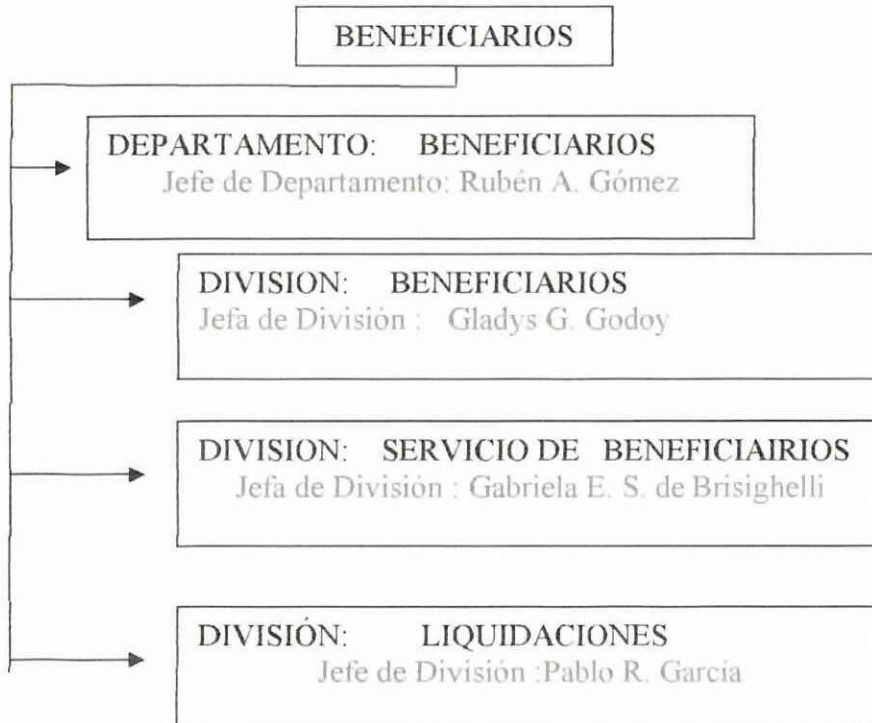 BENEFICIARIOS
DEPARTAMENTO: BENEFICIARIOS
Jefe de Departamento: Rubén A. Gómez
DIVISION: BENEFICIARIOS
Jefa de División : Gladys G. Godoy
DIVISION: SERVICIO DE BENEFICIAIRIOS
Jefa de División : Gabriela E. S. de Brisighelli
DIVISIÓN: LIQUIDACIONES
Jefe de División :Pablo R. García